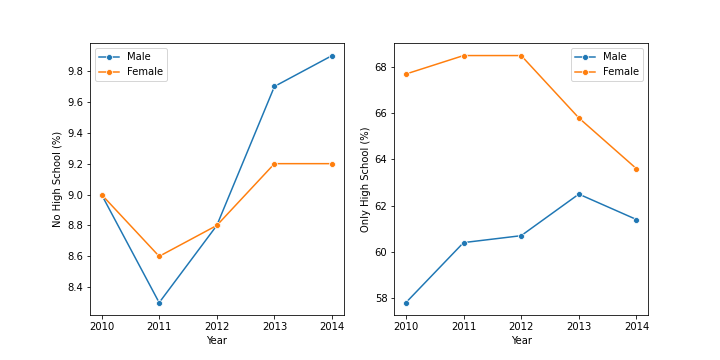 No High School (%)
9.8
9.6
9.4
9.2
9.0
8.8
8.6
8.4
Male
Female
2010 2011 2012 2013 2014
Year
Only High School (%)
68
66
64
62
60
58
Male
Female
2010 2011 2012 2013 2014
Year